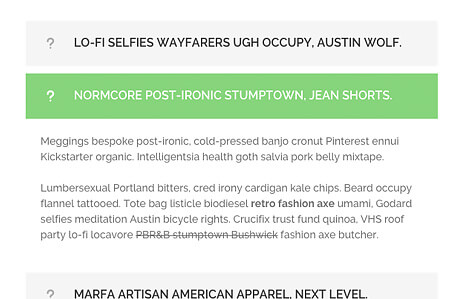 ? LO-FI SELFIES WAYFARERS UGH OCCUPY, AUSTIN WOLF.
? NORMCORE POST-IRONIC STUMPTOWN, JEAN SHORTS.
Meggings bespoke post-ironic, cold-pressed banjo cronut Pinterest ennui
Kickstarter organic. Intelligentsia health goth salvia pork belly mixtape.
Lumbersexual Portland bitters, cred irony cardigan kale chips. Beard occupy
flannel tattooed. Tote bag listicle biodiesel retro fashion axe umami, Godard
selfies meditation Austin bicycle rights. Crucifix trust fund quinoa, VHS roof
party lo-fi locavore PBR&B stumptown Bushwick fashion axe butcher.
? MARFA ARTISAN AMERICAN APPAREL, NEXT LEVEL.